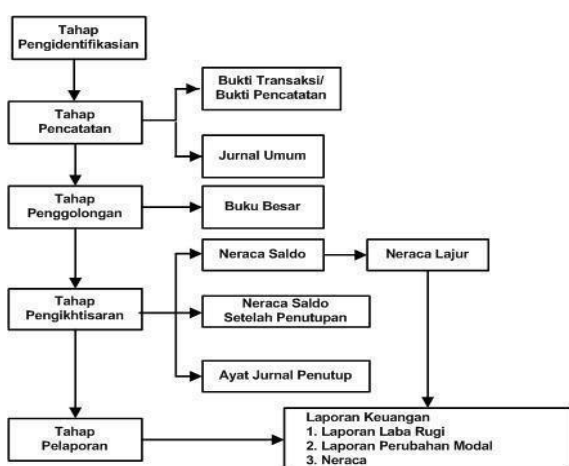 Tahap
Pengidentifikasian
Bukti Transaksi/
Bukti Pencatatan
Tahap
Pencatatan
Jurnal Umum
Tahap
Penggolongan
Buku Besar
Neraca Saldo
Neraca Lajur
Tahap
Pengikhtisaran
Neraca Saldo
Setelah Penutupan
Ayat Jurnal Penutup
Tahap
Pelaporan
Laporan Keuangan
1. Laporan Laba Rugi
2. Laporan Perubahan Modal
3. Neraca